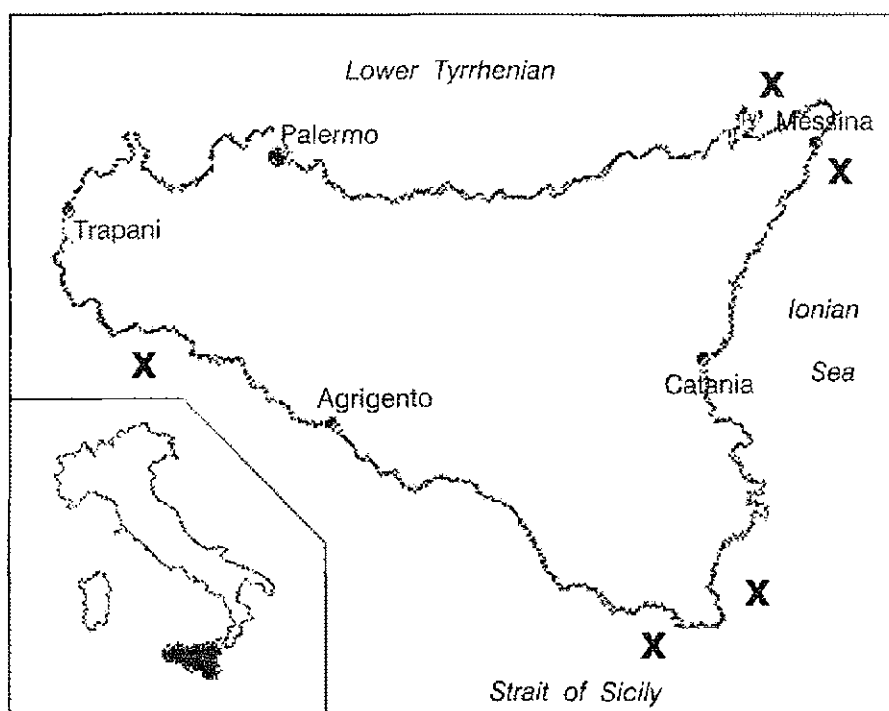 Lower Tyrrhenian
X
Messina
Palermo
X
Trapani
Ionian
Sea
X
Catania
Agrigento
X
X
Strait of Sicily